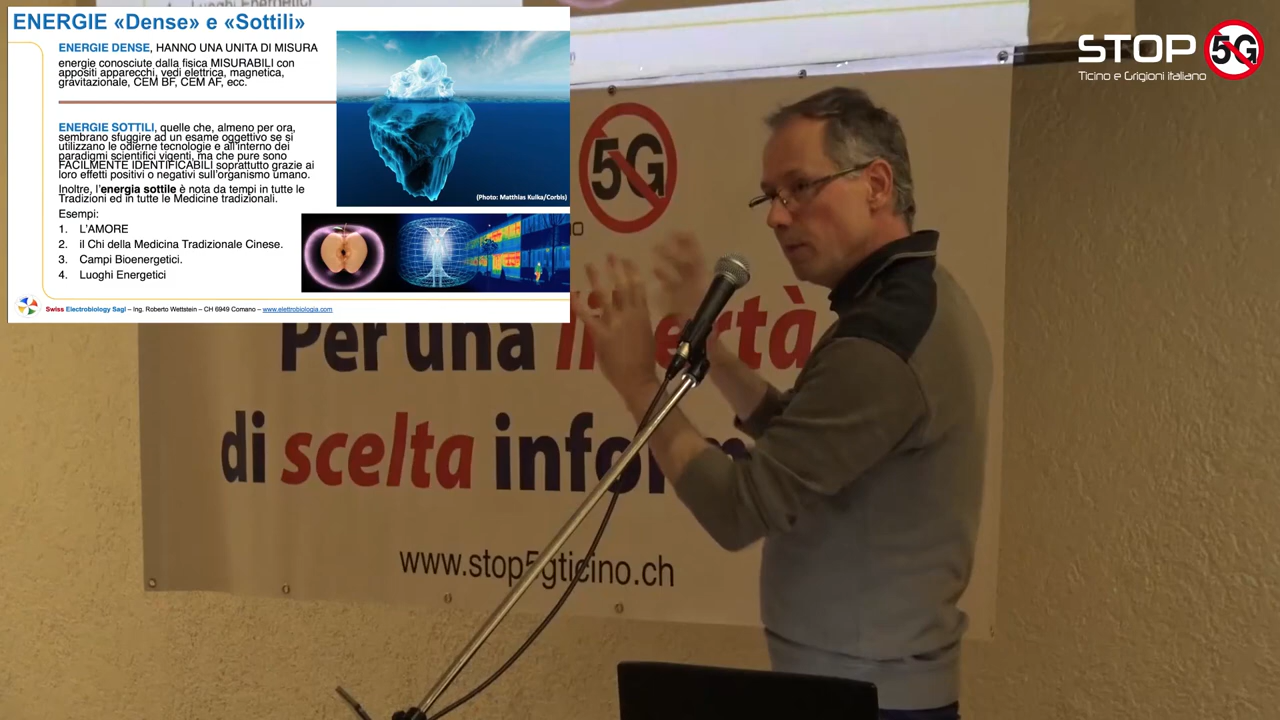 ENERGIE «Dense» e «Sottili»
ENERGIE DENSE, HANNO UNA UNITA DI MISURA
energie conosciute dalla fisica MISURABILI con
appositi apparecchi, vedi elettrica, magnetica,
gravitazionale, CEM BF, CEM AF, ecc.
ENERGIE SOTTILI, quelle che, almeno per ora,
sembrano sfuggire ad un esame oggettivo se si
utilizzano le odierne tecnologie e all'interno dei
paradigmi scientifici vigenti, ma che pure sono
FACILMENTE IDENTIFICABILI soprattutto grazie ai
loro effetti positivi o negativi sull'organismo umano.
Inoltre, l'energia sottile è nota da tempi in tutte le
Tradizioni ed in tutte le Medicine tradizionali.
Esempi:
1. L'AMORE
2. il Chi della Medicina Tradizionale Cinese.
3. Campi Bioenergetici.
4. Luoghi Energetici
(Photo: Matthias Kulka/Corbis)
Swiss Electrobiology Sagl – Ing. Roberto Wettstein – CH 6949 Comano – www.elettrobiologia.com
STOP 5G
Ticino e Grigioni italiano
5G
Per una libertà
di scelta inform
www.stop5gticino.ch